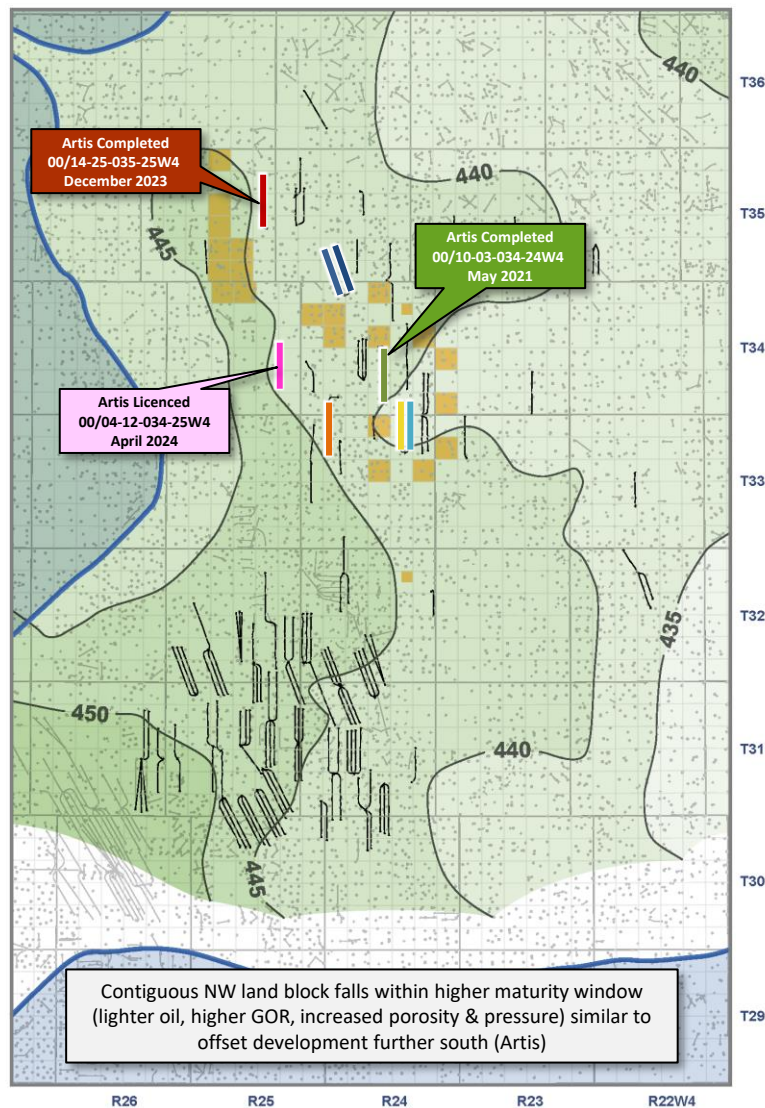 440
T36
Artis Completed
00/14-25-035-25W4
December 2023
440
T35
445
Artis Completed
00/10-03-034-24W4
May 2021
T34
Artis Licenced
00/04-12-034-25W4
April 2024
T33
T32
435
450
440
T31
445
T30
Contiguous NW land block falls within higher maturity window
(lighter oil, higher GOR, increased porosity & pressure) similar to
offset development further south (Artis)
T29
R26 R25 R24 R23 R22W4